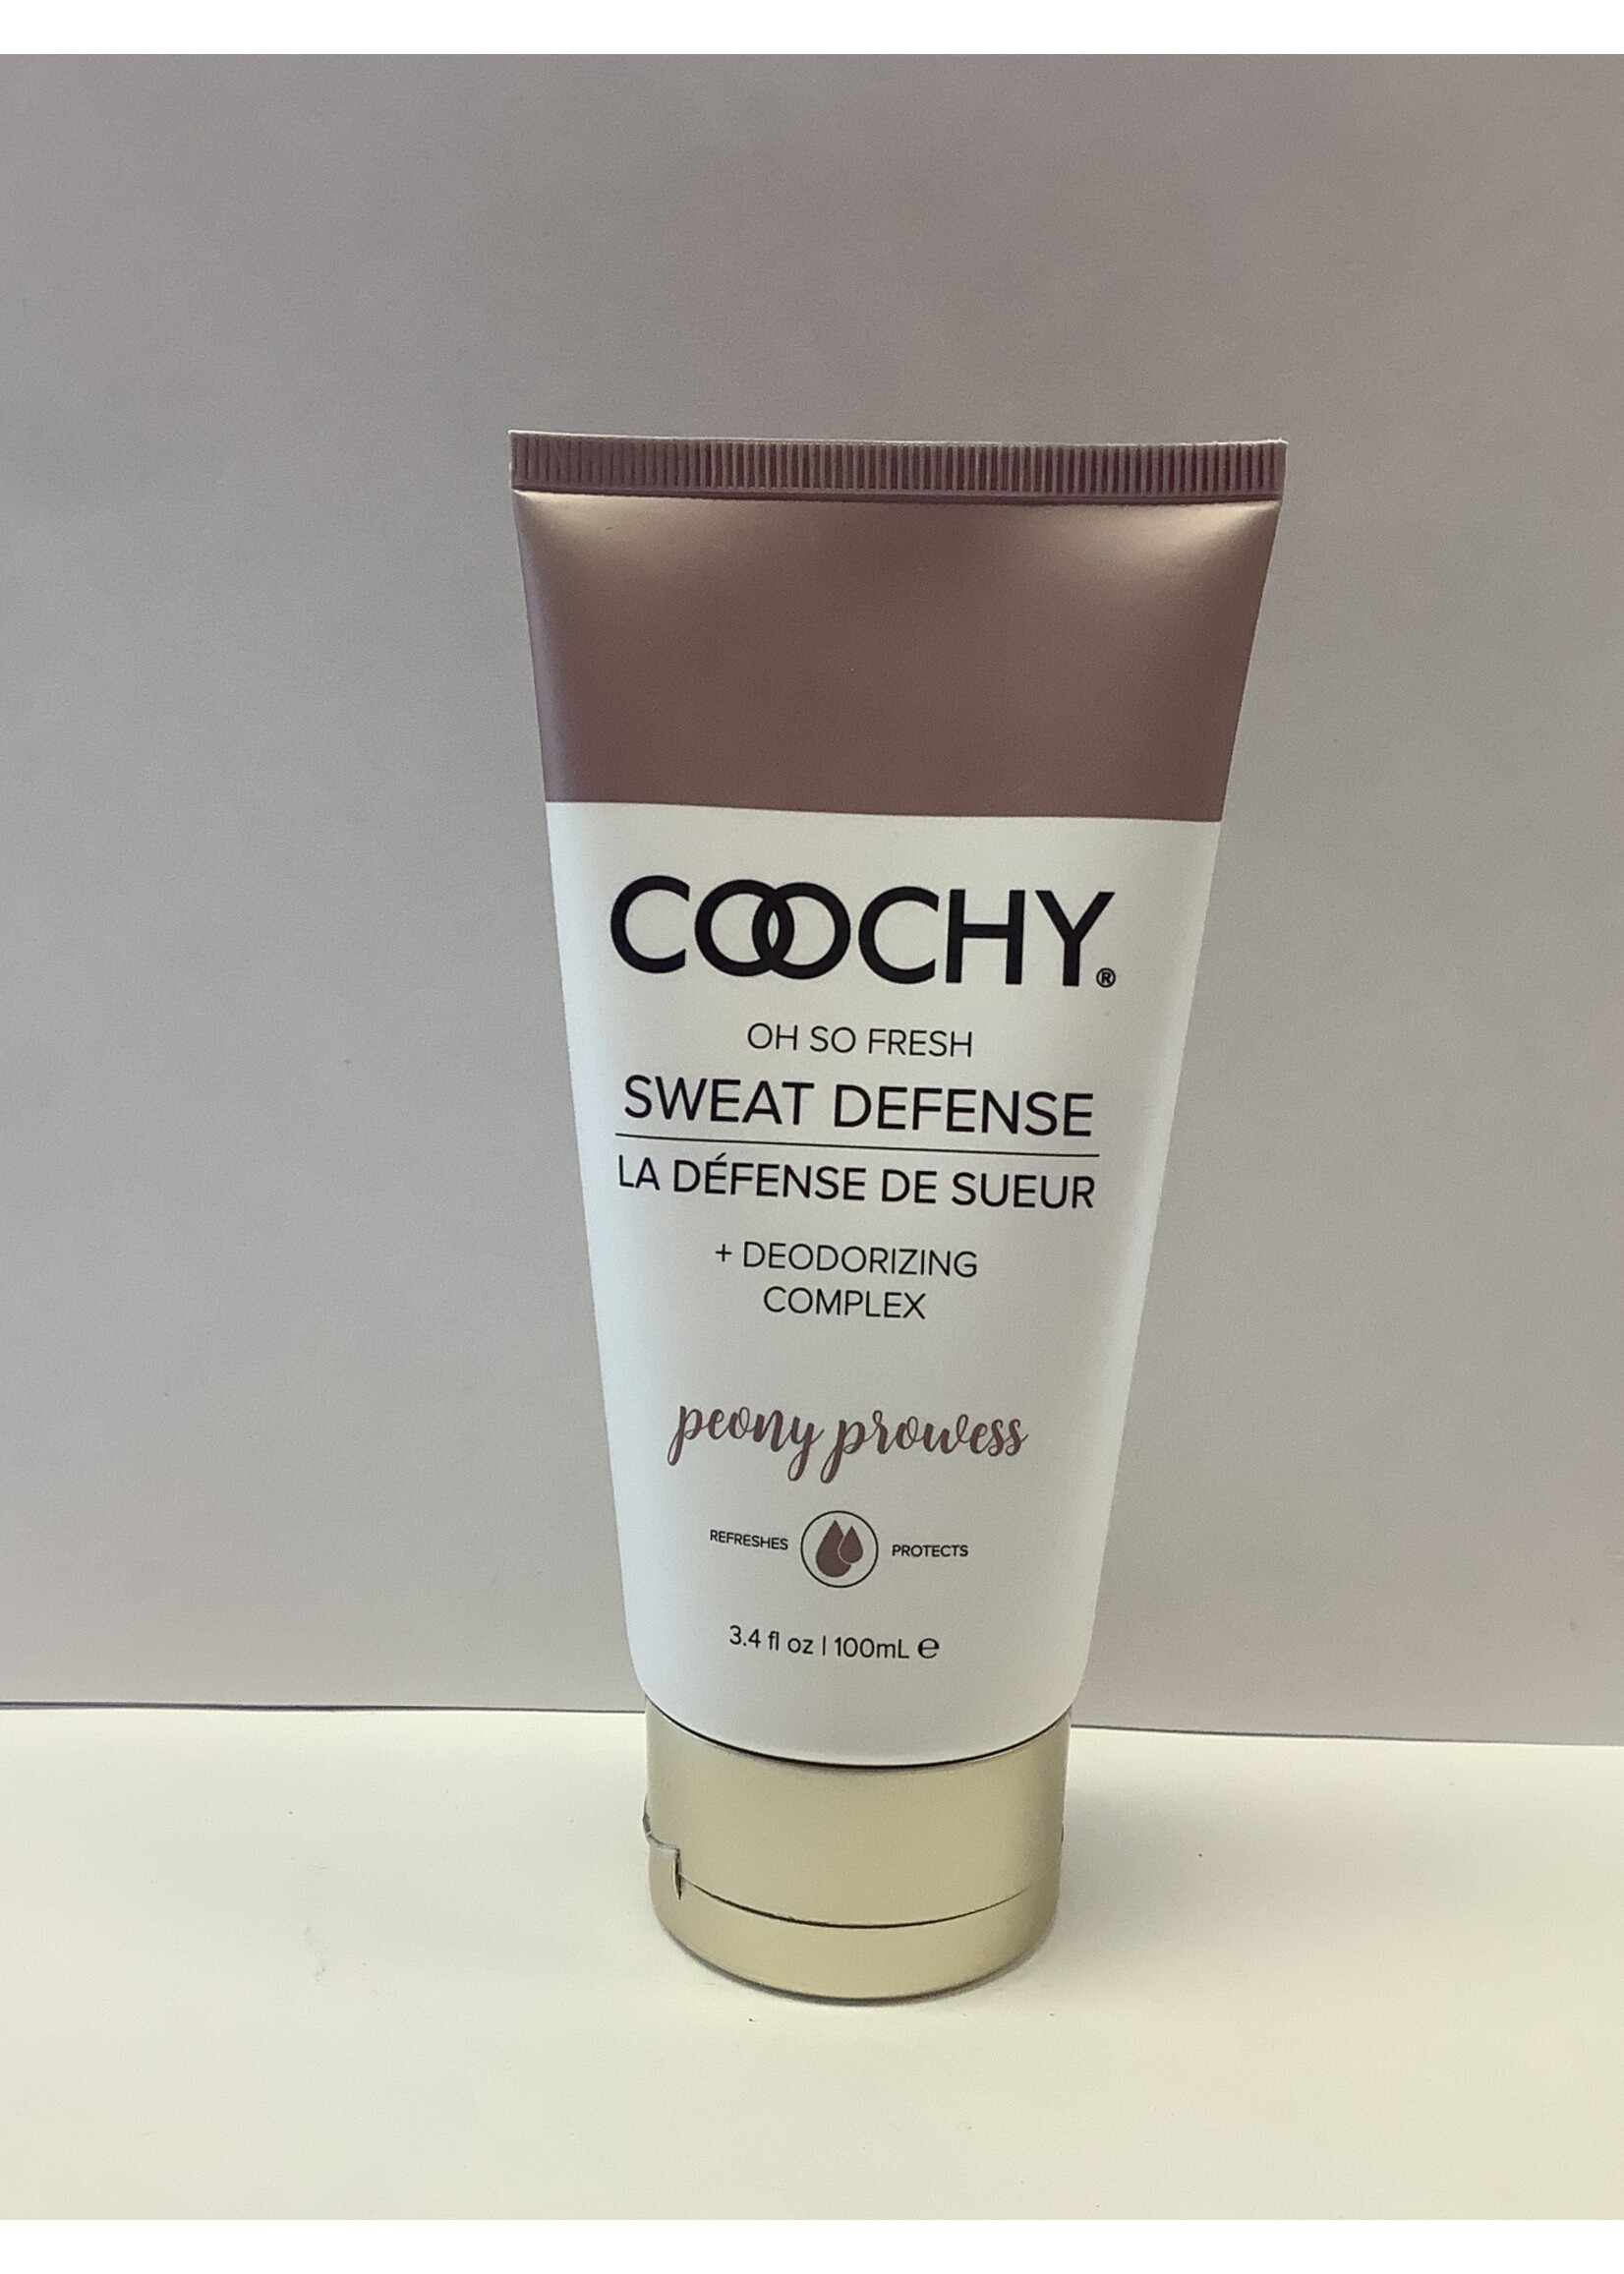 COOCHY®
OH SO FRESH
SWEAT DEFENSE
LA DÉFENSE DE SUEUR
+ DEODORIZING
COMPLEX
peony prowess
REFRESHES PROTECTS
3.4 fl oz | 100mL ℮